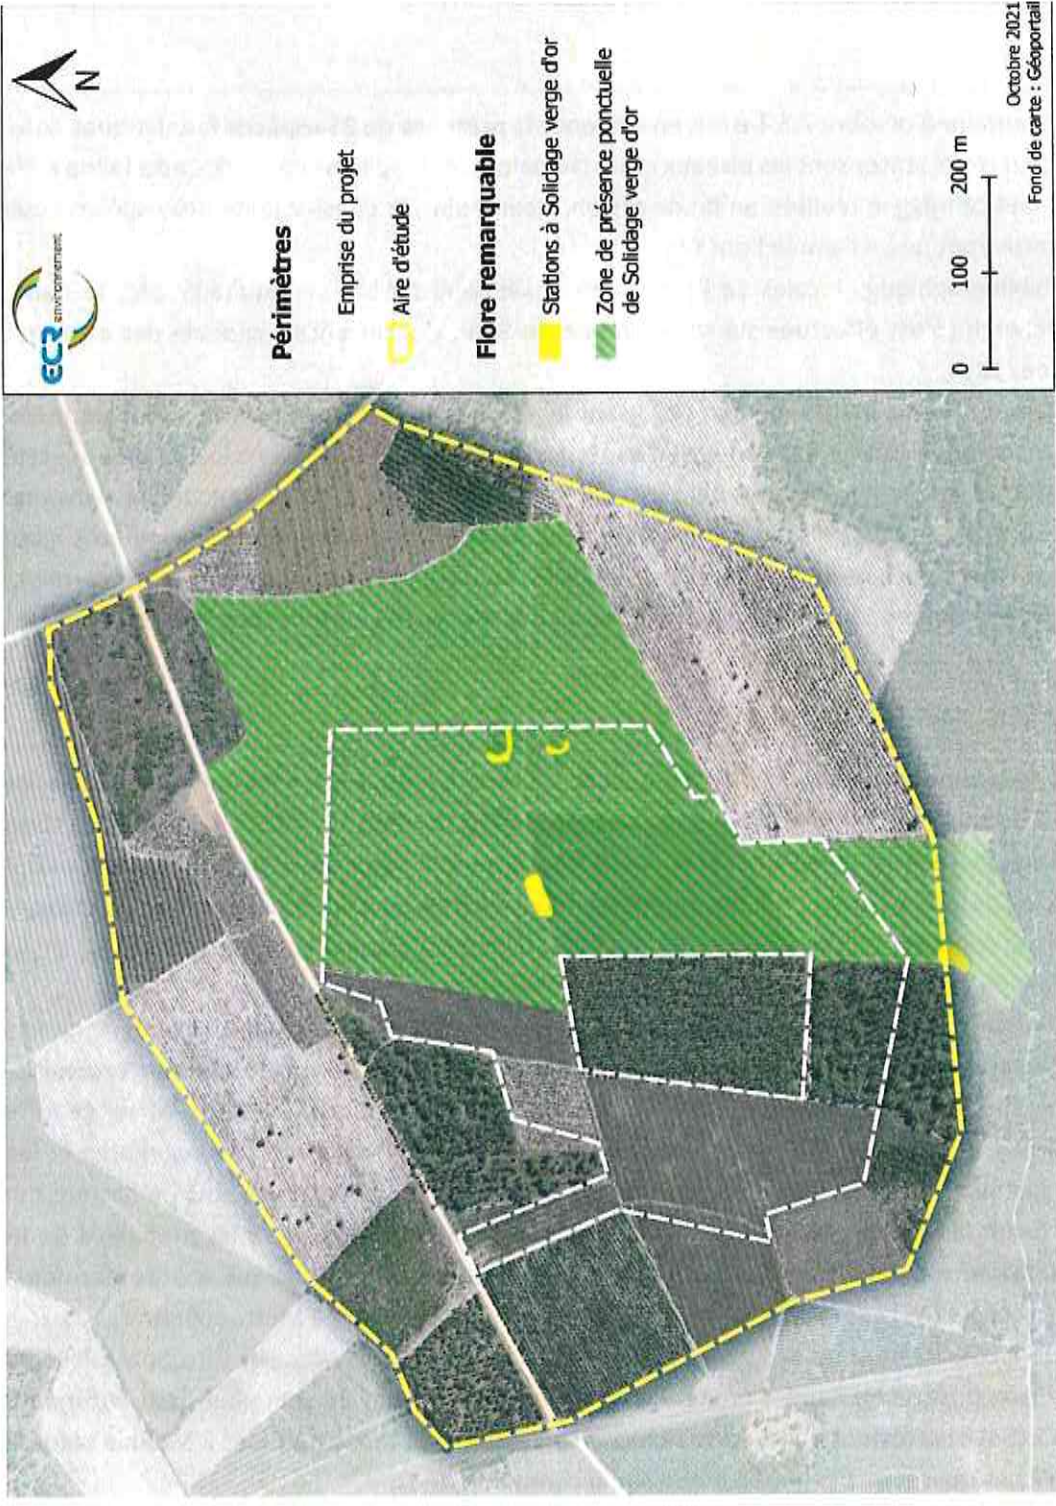 ECR environnement
N
Périmètres
Emprise du projet
Aire d'étude
Flore remarquable
Stations à Solidage verge d'or
Zone de présence ponctuelle
de Solidage verge d'or
0 100 200 m
Octobre 2021
Fond de carte : Géoportail